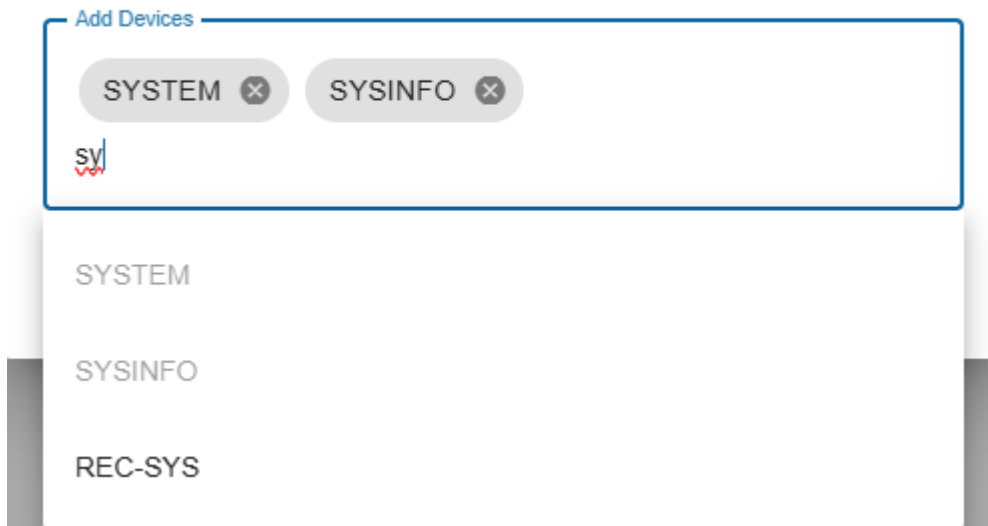 Add Devices
SYSTEM SYSINFO
sy
SYSTEM
SYSINFO
REC-SYS